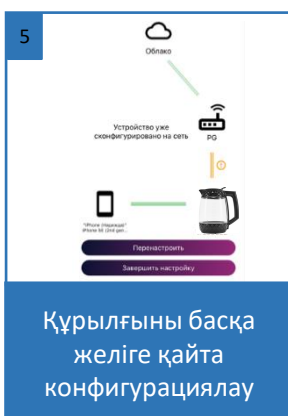 5
Облако
Устройство уже
сконфигурировано на сеть
PG
"iPhone (Надежда)"
iPhone SE (2nd gen...
Перенастроить
Завершить настройку
Құрылғыны басқа
желіге қайта
конфигурациялау